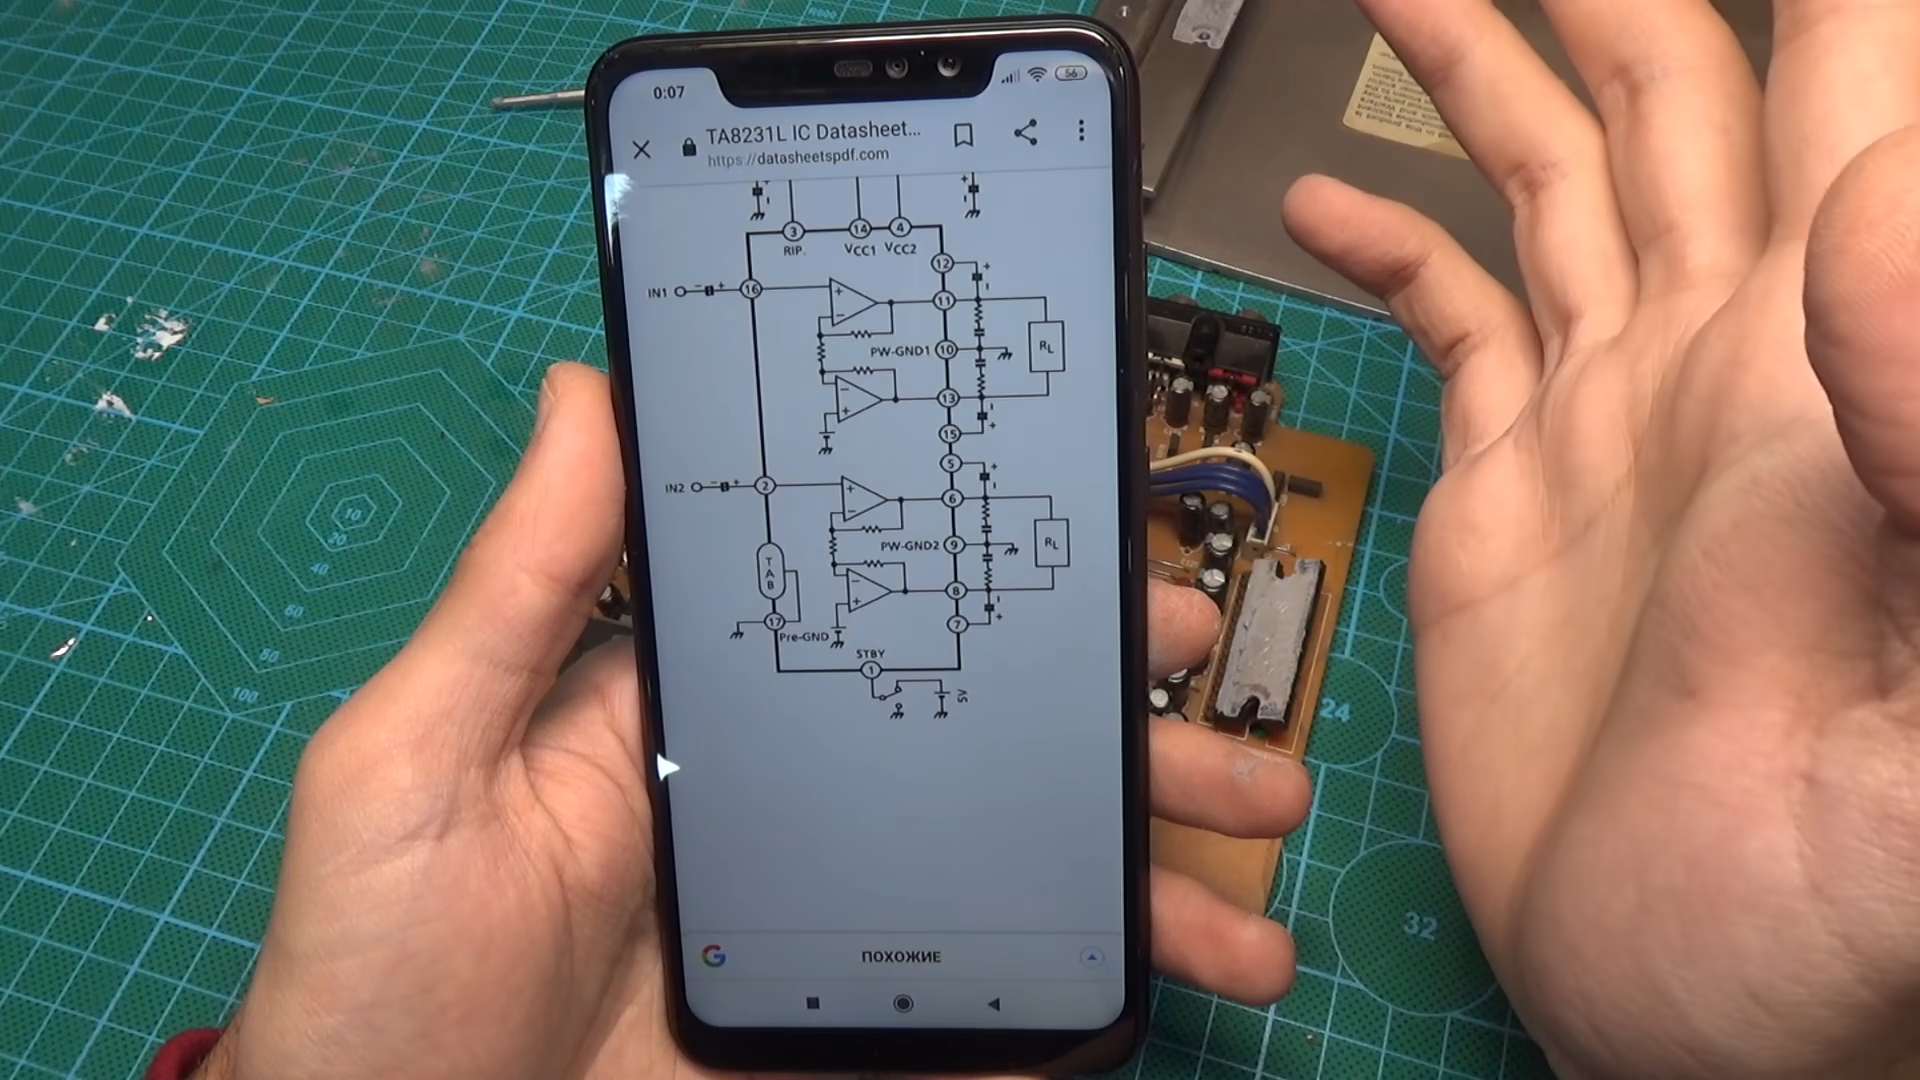 0:07
56
TA8231L IC Datasheet...
https://datasheetspdf.com
3 14 4
RIP. VCC1 VCC2
12
IN1 16 11
PW-GND1 10 RL
13
15
5
IN2 2 6
PW-GND2 9 RL
TAB
8
17 7
Pre-GND
STBY
1
5V
ПОХОЖИЕ
10
20
40
60
80
100
24
32